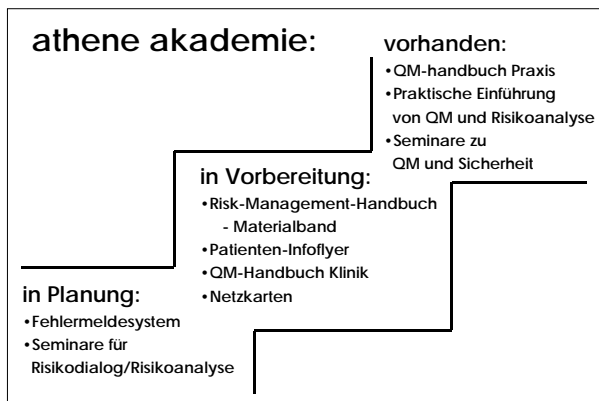 athene akademie:
vorhanden:
•QM-handbuch Praxis
•Praktische Einführung
von QM und Risikoanalyse
•Seminare zu
QM und Sicherheit
in Vorbereitung:
•Risk-Management-Handbuch
- Materialband
•Patienten-Infoflyer
•QM-Handbuch Klinik
•Netzkarten
in Planung:
•Fehlermeldesystem
•Seminare für
Risikodialog/Risikoanalyse